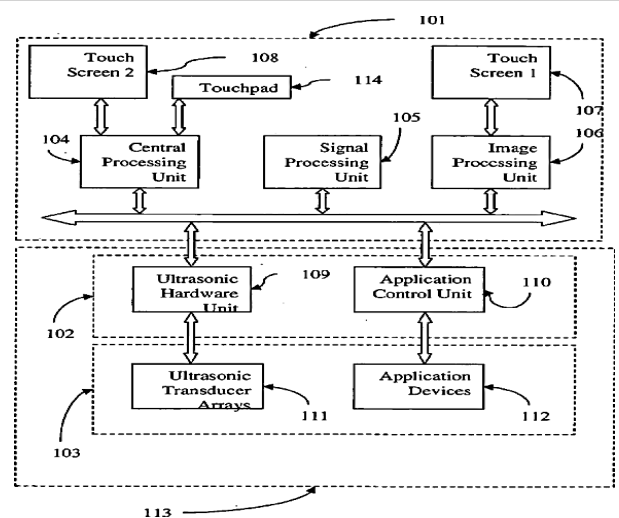 101
Touch
Screen 2
108
Touchpad
114
Touch
Screen 1
107
104
Central
Processing
Unit
Signal
Processing
Unit
105
Image
Processing
Unit
106
Ultrasonic
Hardware
Unit
109
Application
Control Unit
110
102
Ultrasonic
Transducer
Arrays
111
Application
Devices
112
103
113